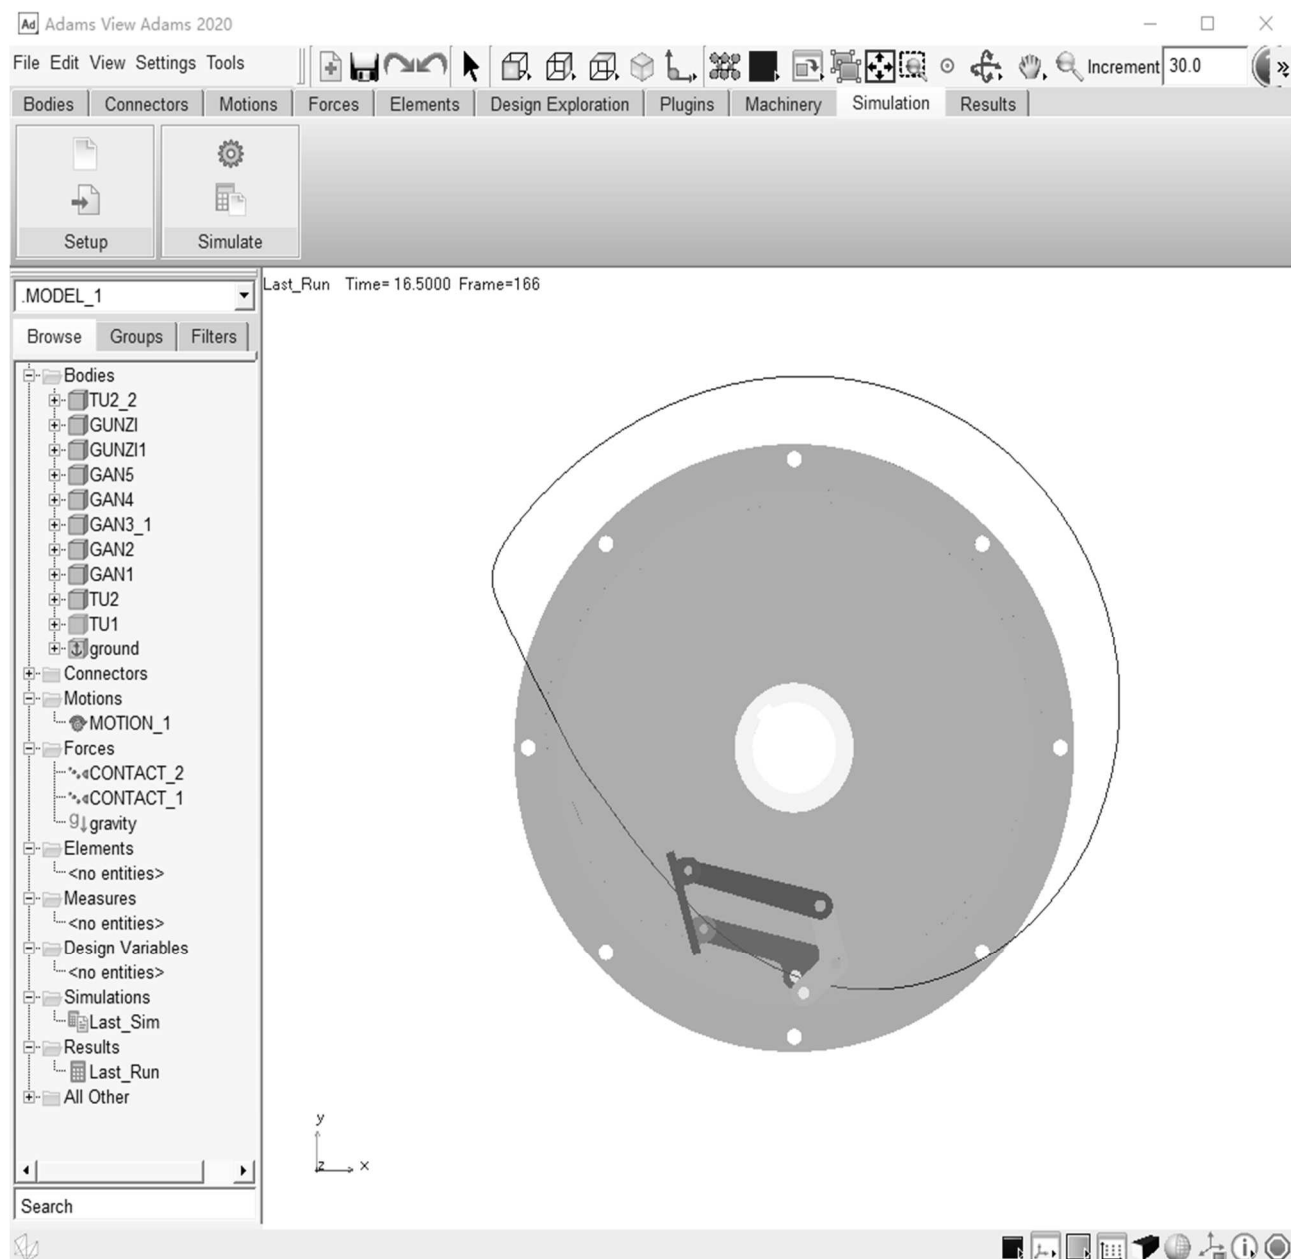 Ad Adams View Adams 2020
File Edit View Settings Tools
Increment 30.0
Bodies Connectors Motions Forces Elements Design Exploration Plugins Machinery Simulation Results
Setup Simulate
.MODEL_1
Last_Run Time= 16.5000 Frame=166
Browse Groups Filters
Bodies
TU2_2
GUNZI
GUNZI1
GAN5
GAN4
GAN3_1
GAN2
GAN1
TU2
TU1
ground
Connectors
Motions
MOTION_1
Forces
CONTACT_2
CONTACT_1
gravity
Elements
<no entities>
Measures
<no entities>
Design Variables
<no entities>
Simulations
Last_Sim
Results
Last_Run
All Other
y
z x
Search